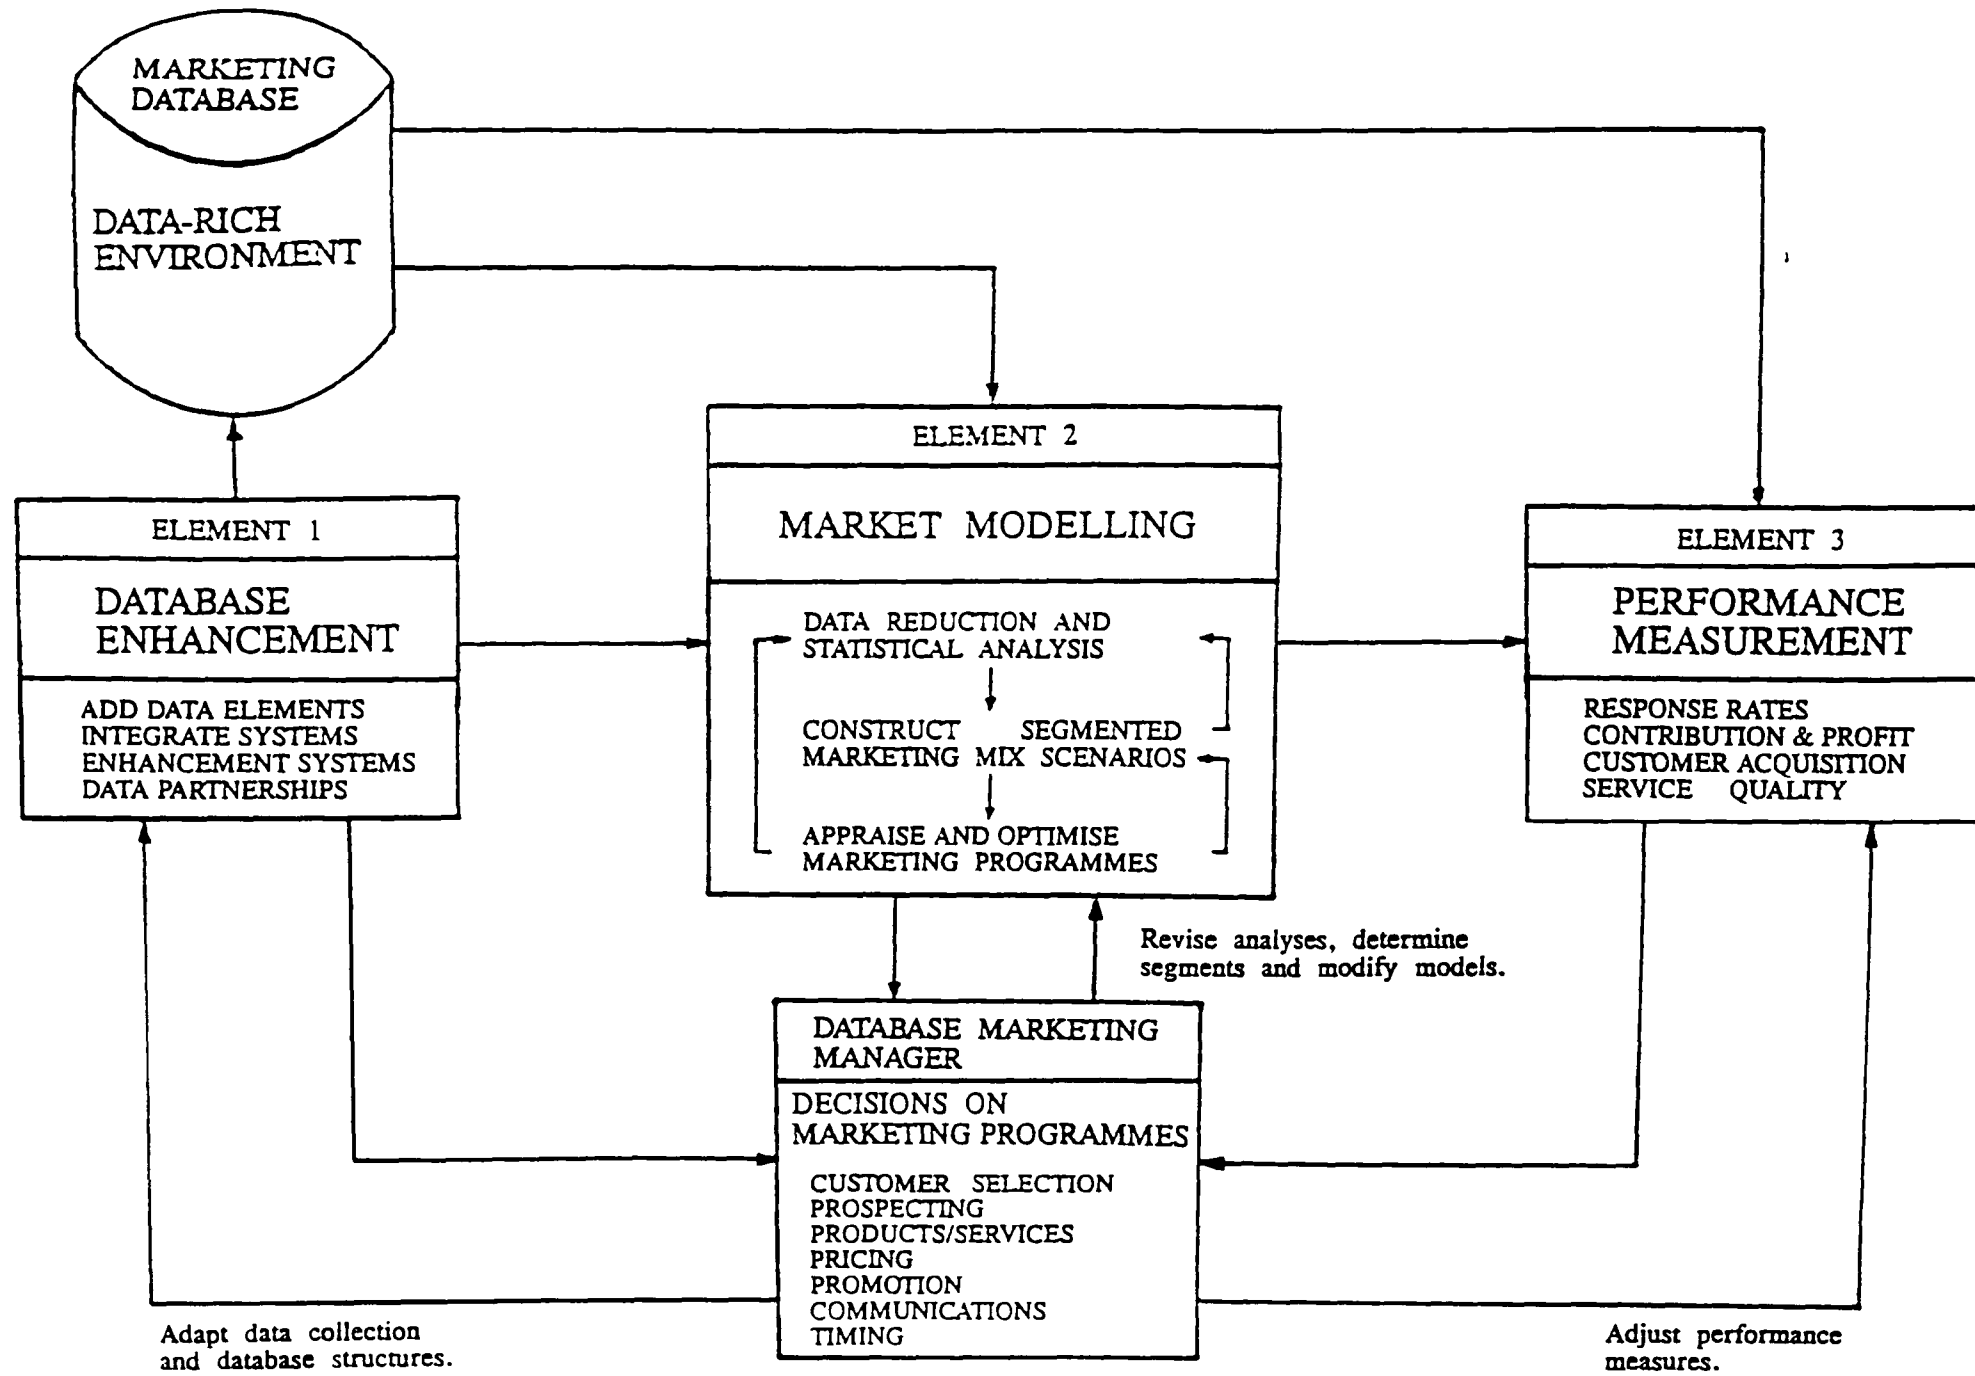 MARKETING
DATABASE
DATA-RICH
ENVIRONMENT
ELEMENT 1
DATABASE
ENHANCEMENT
ADD DATA ELEMENTS
INTEGRATE SYSTEMS
ENHANCEMENT SYSTEMS
DATA PARTNERSHIPS
ELEMENT 2
MARKET MODELLING
DATA REDUCTION AND
STATISTICAL ANALYSIS
CONSTRUCT SEGMENTED
MARKETING MIX SCENARIOS
APPRAISE AND OPTIMISE
MARKETING PROGRAMMES
ELEMENT 3
PERFORMANCE
MEASUREMENT
RESPONSE RATES
CONTRIBUTION & PROFIT
CUSTOMER ACQUISITION
SERVICE QUALITY
Revise analyses, determine
segments and modify models.
DATABASE MARKETING
MANAGER
DECISIONS ON
MARKETING PROGRAMMES
CUSTOMER SELECTION
PROSPECTING
PRODUCTS/SERVICES
PRICING
PROMOTION
COMMUNICATIONS
TIMING
Adapt data collection
and database structures.
Adjust performance
measures.